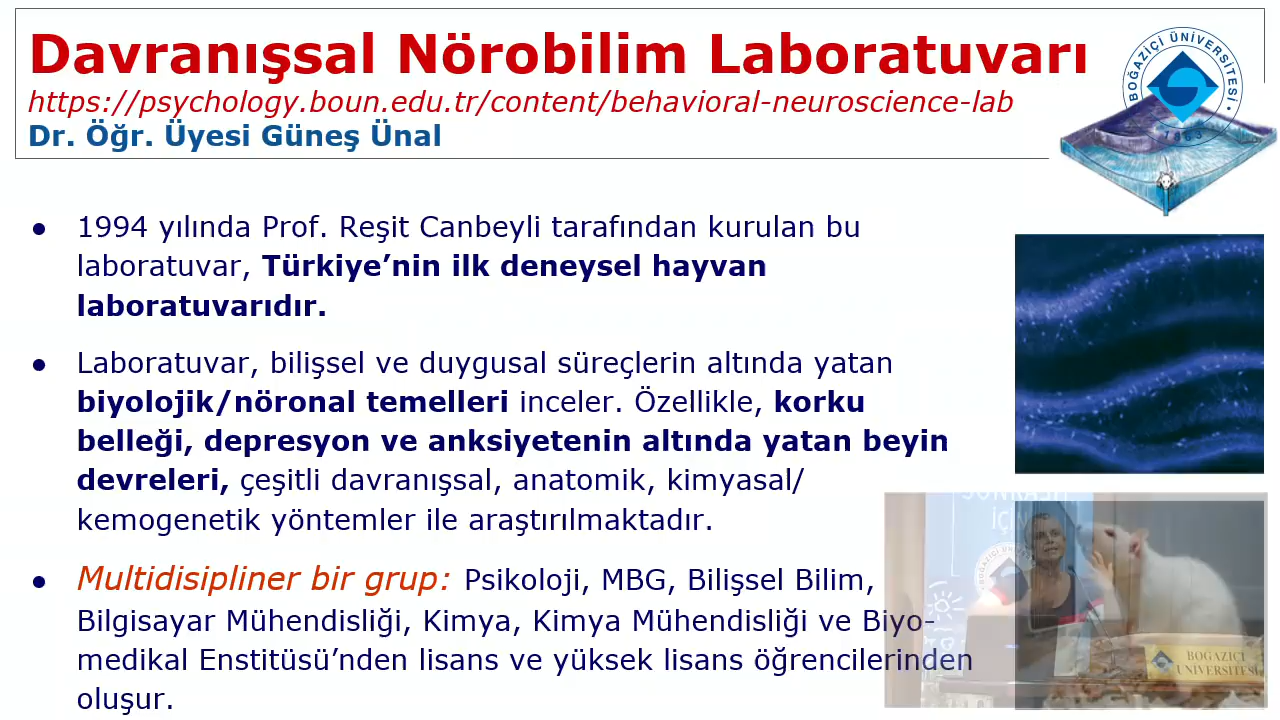 Davranışsal Nörobilim Laboratuvarı
https://psychology.boun.edu.tr/content/behavioral-neuroscience-lab
Dr. Öğr. Üyesi Güneş Ünal
BOĞAZİÇİ ÜNİVERSİTESİ
1863
● 1994 yılında Prof. Reşit Canbeyli tarafından kurulan bu
laboratuvar, Türkiye’nin ilk deneysel hayvan
laboratuvarıdır.
● Laboratuvar, bilişsel ve duygusal süreçlerin altında yatan
biyolojik/nöronal temelleri inceler. Özellikle, korku
belleği, depresyon ve anksiyetenin altında yatan beyin
devreleri, çeşitli davranışsal, anatomik, kimyasal/
kemogenetik yöntemler ile araştırılmaktadır.
● Multidisipliner bir grup: Psikoloji, MBG, Bilişsel Bilim,
Bilgisayar Mühendisliği, Kimya, Kimya Mühendisliği ve Biyo-
medikal Enstitüsü’nden lisans ve yüksek lisans öğrencilerinden
oluşur.
BOĞAZİÇİ
ÜNİVERSİTESİ